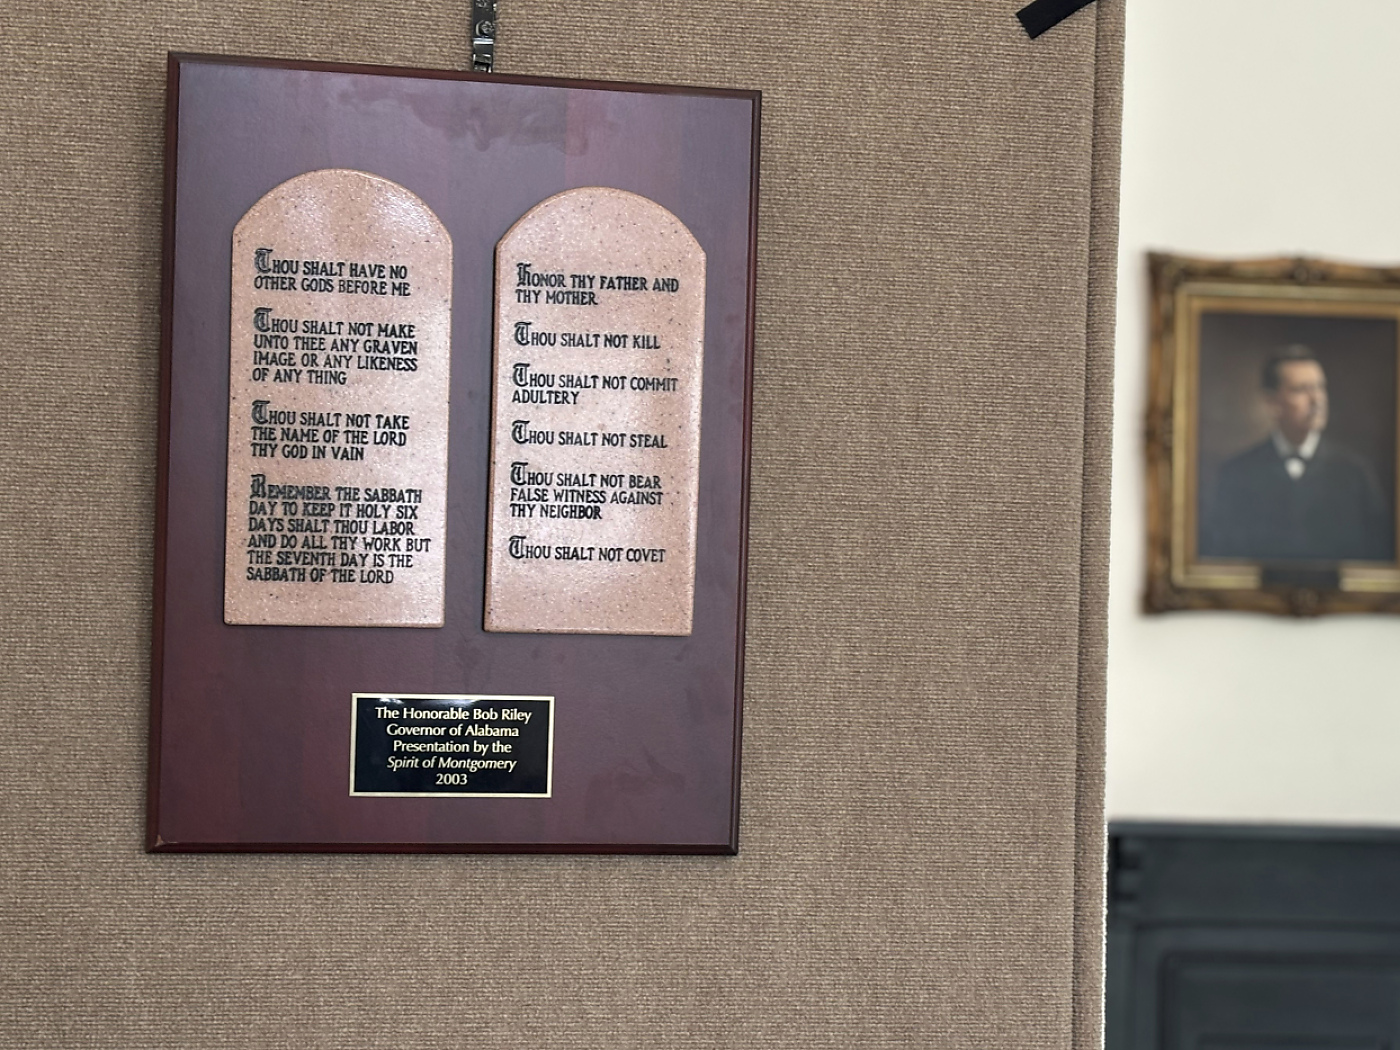 THOU SHALT HAVE NO
OTHER GODS BEFORE ME
THOU SHALT NOT MAKE
UNTO THEE ANY GRAVEN
IMAGE OR ANY LIKENESS
OF ANY THING
THOU SHALT NOT TAKE
THE NAME OF THE LORD
THY GOD IN VAIN
REMEMBER THE SABBATH
DAY TO KEEP IT HOLY SIX
DAYS SHALT THOU LABOR
AND DO ALL THY WORK BUT
THE SEVENTH DAY IS THE
SABBATH OF THE LORD
HONOR THY FATHER AND
THY MOTHER
THOU SHALT NOT KILL
THOU SHALT NOT COMMIT
ADULTERY
THOU SHALT NOT STEAL
THOU SHALT NOT BEAR
FALSE WITNESS AGAINST
THY NEIGHBOR
THOU SHALT NOT COVET
The Honorable Bob Riley
Governor of Alabama
Presentation by the
Spirit of Montgomery
2003